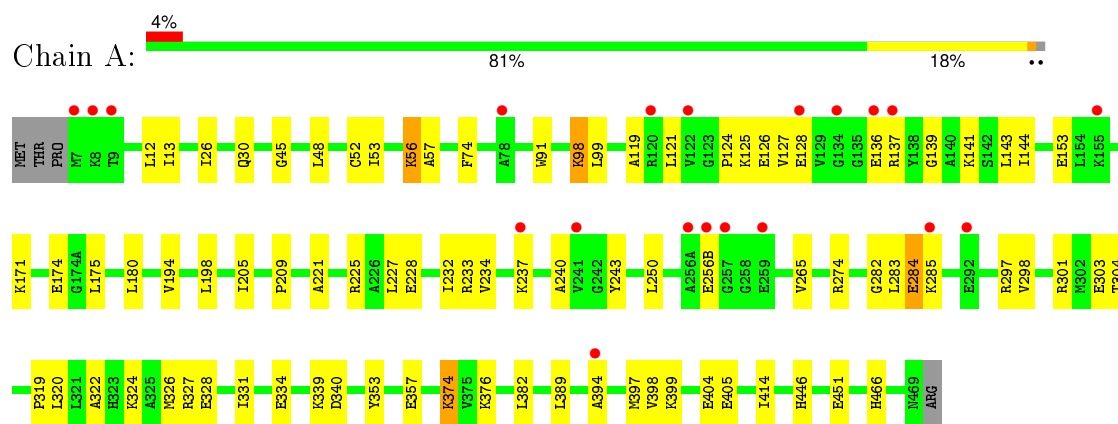 4%
Chain A:
81% 18% ••
MET THR PRO M7 K8 T9 L12 I13 I26 Q30 G45 L48 C52 I53 K56 A57 F74 A78 W91 K98 L99 A119 R120 L121 V122 G123 P124 K125 E126 V127 E128 V129 G134 G135 E136 R137 Y138 G139 A140 K141 S142 L143 I144 E153 L154 K155
K171 E174 G174A L175 L180 V194 L198 I205 P209 A221 R225 A226 L227 E228 I232 R233 V234 K237 A240 V241 G242 Y243 L250 A256A E256B G257 G258 E259 V265 R274 G282 L283 E284 K285 E292 R297 V298 R301 M302 E303 T304
P319 L320 L321 A322 H323 K324 A325 M326 R327 E328 I331 E334 K339 D340 Y353 E357 K374 V375 K376 L382 L389 A394 M397 V398 K399 E404 E405 I414 H446 E451 H466 N469 ARG